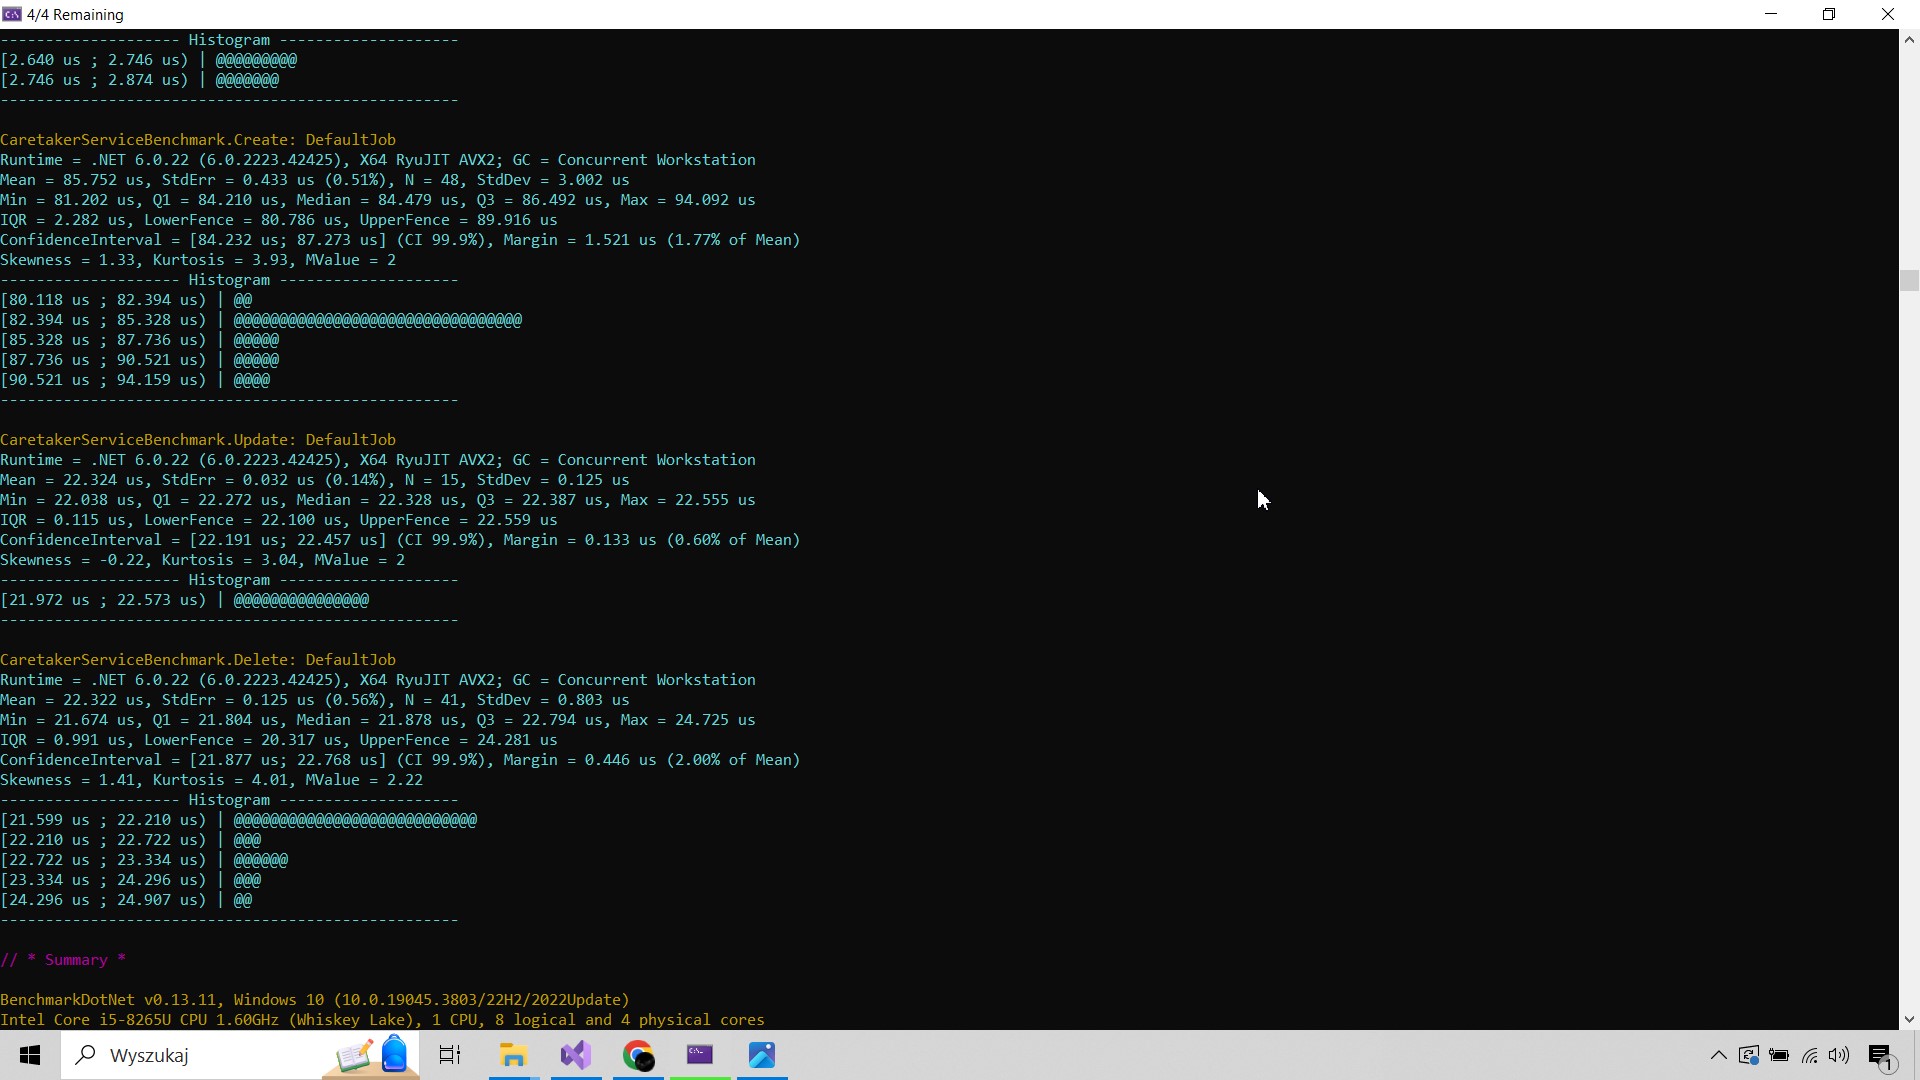 4/4 Remaining
-------------------- Histogram --------------------
[2.640 us ; 2.746 us) | @@@@@@@@@
[2.746 us ; 2.874 us) | @@@@@@@
---------------------------------------------------
CaretakerServiceBenchmark.Create: DefaultJob
Runtime = .NET 6.0.22 (6.0.2223.42425), X64 RyuJIT AVX2; GC = Concurrent Workstation
Mean = 85.752 us, StdErr = 0.433 us (0.51%), N = 48, StdDev = 3.002 us
Min = 81.202 us, Q1 = 84.210 us, Median = 84.479 us, Q3 = 86.492 us, Max = 94.092 us
IQR = 2.282 us, LowerFence = 80.786 us, UpperFence = 89.916 us
ConfidenceInterval = [84.232 us; 87.273 us] (CI 99.9%), Margin = 1.521 us (1.77% of Mean)
Skewness = 1.33, Kurtosis = 3.93, MValue = 2
-------------------- Histogram --------------------
[80.118 us ; 82.394 us) | @@
[82.394 us ; 85.328 us) | @@@@@@@@@@@@@@@@@@@@@@@@@@@@@@@@
[85.328 us ; 87.736 us) | @@@@@
[87.736 us ; 90.521 us) | @@@@@
[90.521 us ; 94.159 us) | @@@@
---------------------------------------------------
CaretakerServiceBenchmark.Update: DefaultJob
Runtime = .NET 6.0.22 (6.0.2223.42425), X64 RyuJIT AVX2; GC = Concurrent Workstation
Mean = 22.324 us, StdErr = 0.032 us (0.14%), N = 15, StdDev = 0.125 us
Min = 22.038 us, Q1 = 22.272 us, Median = 22.328 us, Q3 = 22.387 us, Max = 22.555 us
IQR = 0.115 us, LowerFence = 22.100 us, UpperFence = 22.559 us
ConfidenceInterval = [22.191 us; 22.457 us] (CI 99.9%), Margin = 0.133 us (0.60% of Mean)
Skewness = -0.22, Kurtosis = 3.04, MValue = 2
-------------------- Histogram --------------------
[21.972 us ; 22.573 us) | @@@@@@@@@@@@@@@
---------------------------------------------------
CaretakerServiceBenchmark.Delete: DefaultJob
Runtime = .NET 6.0.22 (6.0.2223.42425), X64 RyuJIT AVX2; GC = Concurrent Workstation
Mean = 22.322 us, StdErr = 0.125 us (0.56%), N = 41, StdDev = 0.803 us
Min = 21.674 us, Q1 = 21.804 us, Median = 21.878 us, Q3 = 22.794 us, Max = 24.725 us
IQR = 0.991 us, LowerFence = 20.317 us, UpperFence = 24.281 us
ConfidenceInterval = [21.877 us; 22.768 us] (CI 99.9%), Margin = 0.446 us (2.00% of Mean)
Skewness = 1.41, Kurtosis = 4.01, MValue = 2.22
-------------------- Histogram --------------------
[21.599 us ; 22.210 us) | @@@@@@@@@@@@@@@@@@@@@@@@@@@
[22.210 us ; 22.722 us) | @@@
[22.722 us ; 23.334 us) | @@@@@@
[23.334 us ; 24.296 us) | @@@
[24.296 us ; 24.907 us) | @@
---------------------------------------------------
// * Summary *
BenchmarkDotNet v0.13.11, Windows 10 (10.0.19045.3803/22H2/2022Update)
Intel Core i5-8265U CPU 1.60GHz (Whiskey Lake), 1 CPU, 8 logical and 4 physical cores
Wyszukaj
1